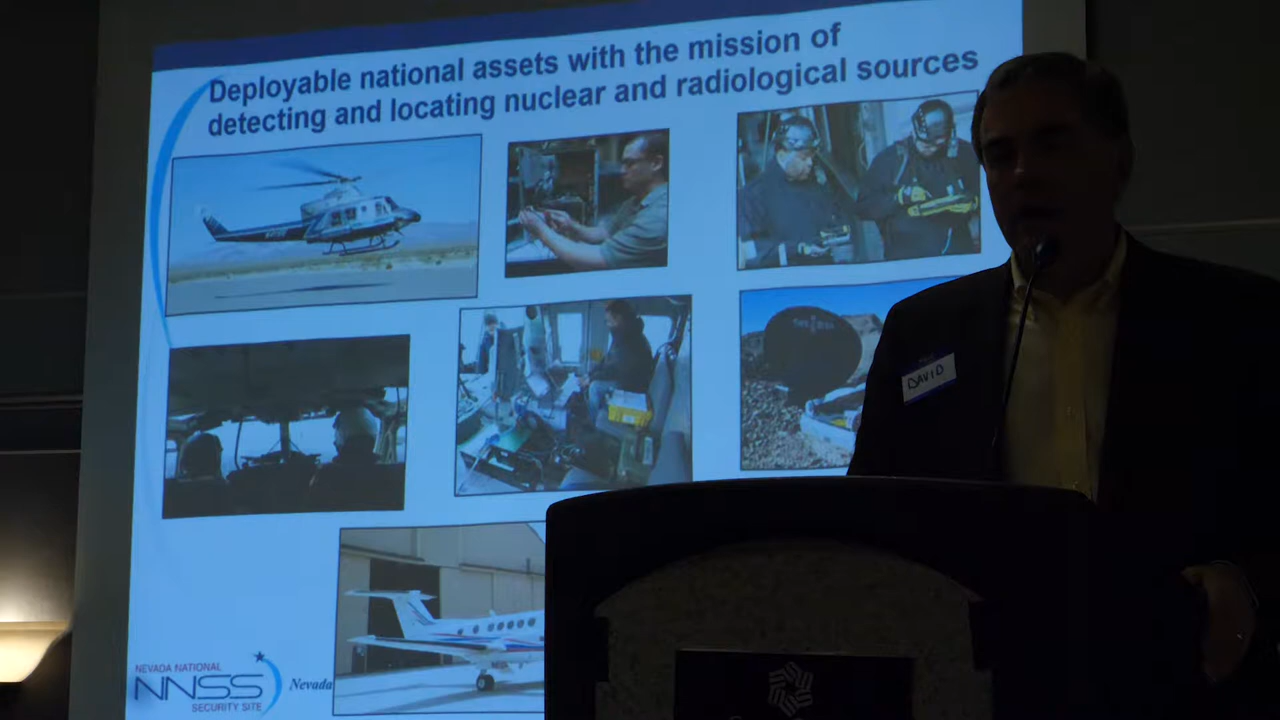 Deployable national assets with the mission of
detecting and locating nuclear and radiological sources
DAVID
NEVADA NATIONAL
NNSS
SECURITY SITE
Nevada